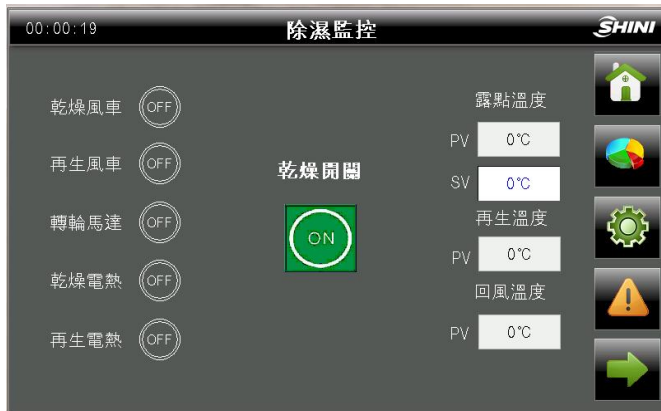 00:00:19
除濕監控
SHINI
乾燥風車 OFF
再生風車 OFF
轉輪馬達 OFF
乾燥電熱 OFF
再生電熱 OFF
乾燥開關
ON
露點溫度
PV 0℃
SV 0℃
再生溫度
PV 0℃
回風溫度
PV 0℃